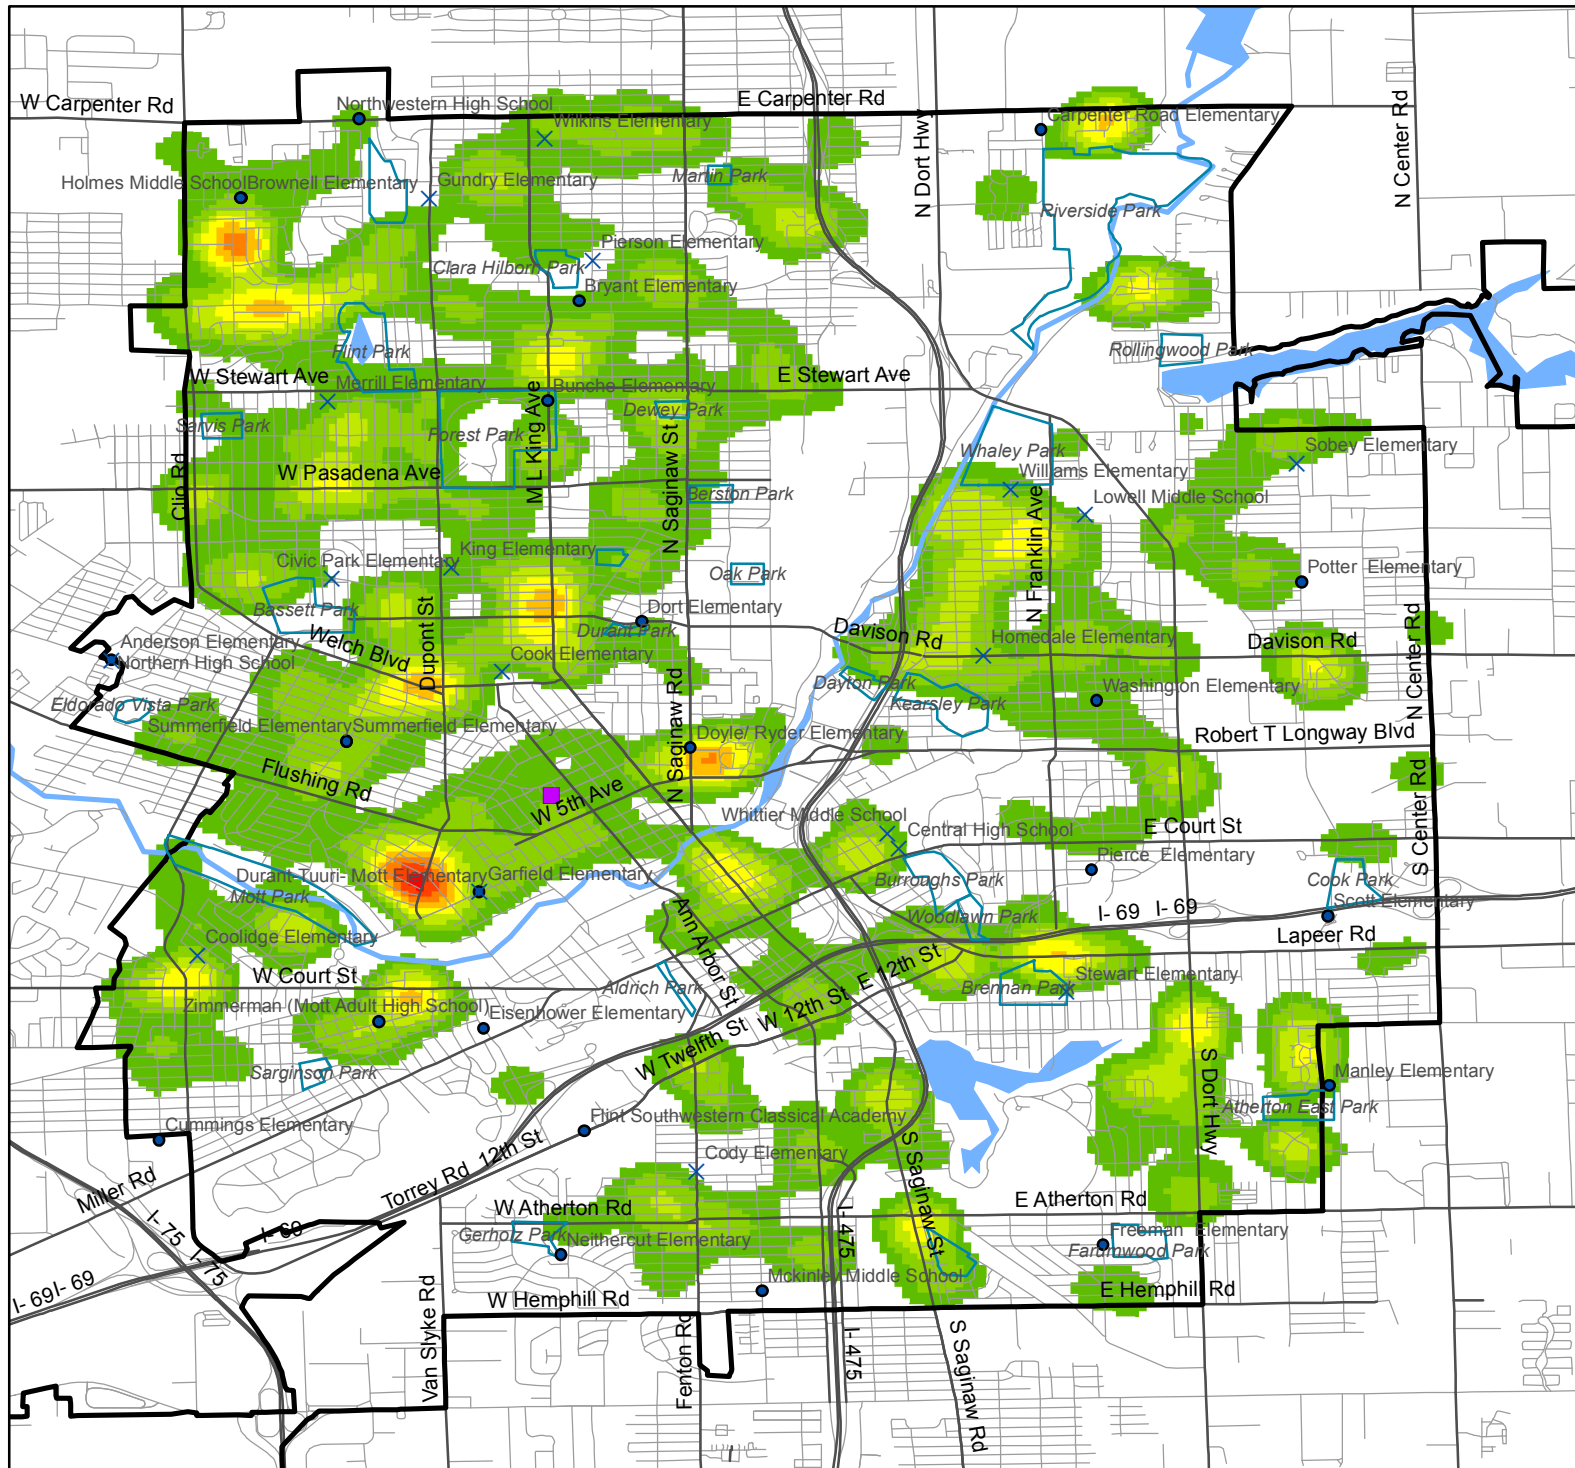 W Carpenter Rd
Northwestern High School
E Carpenter Rd
Carpenter Road Elementary
Wilkins Elementary
N Dort Hwy
N Center Rd
Holmes Middle School
Brownell Elementary
Gundry Elementary
Martin Park
Riverside Park
Pierson Elementary
Clara Hilborn Park
Bryant Elementary
Flint Park
Rollingwood Park
W Stewart Ave
Merrill Elementary
Bunche Elementary
E Stewart Ave
M L King Ave
Dewey Park
Sarvis Park
Forest Park
N Saginaw St
Whaley Park
Sobey Elementary
W Pasadena Ave
Williams Elementary
Clio Rd
Berston Park
Lowell Middle School
N Franklin Ave
King Elementary
Civic Park Elementary
Oak Park
Potter Elementary
Bassett Park
Dort Elementary
Durant Park
Dupont St
Welch Blvd
Davison Rd
Homedale Elementary
Davison Rd
N Center Rd
Anderson Elementary
Northern High School
Cook Elementary
Dayton Park
Washington Elementary
Eldorado Vista Park
Kearsley Park
N Saginaw Rd
Summerfield Elementary
Summerfield Elementary
Doyle/ Ryder Elementary
Robert T Longway Blvd
Flushing Rd
W 5th Ave
S Center Rd
Whittier Middle School
Central High School
E Court St
Pierce Elementary
Durant-Tuuri- Mott Elementary
Garfield Elementary
Mott Park
Burroughs Park
Cook Park
Scott Elementary
Woodlawn Park
I- 69
I- 69
Ann Arbor St
Lapeer Rd
Coolidge Elementary
W Court St
E 12th St
Stewart Elementary
Aldrich Park
Brennan Park
Zimmerman (Mott Adult High School)
Eisenhower Elementary
W 12th St
W Twelfth St
Sarginson Park
S Dort Hwy
Manley Elementary
Atherton East Park
Cummings Elementary
Flint Southwestern Classical Academy
12th St
Cody Elementary
S Saginaw St
Miller Rd
Torrey Rd
W Atherton Rd
E Atherton Rd
I- 75
I- 69
I- 475
Gerholz Park
Neithercut Elementary
Freeman Elementary
Farumwood Park
I- 75
Mckinley Middle School
I- 69
I- 69
W Hemphill Rd
E Hemphill Rd
Van Slyke Rd
Fenton Rd
I- 475
S Saginaw Rd